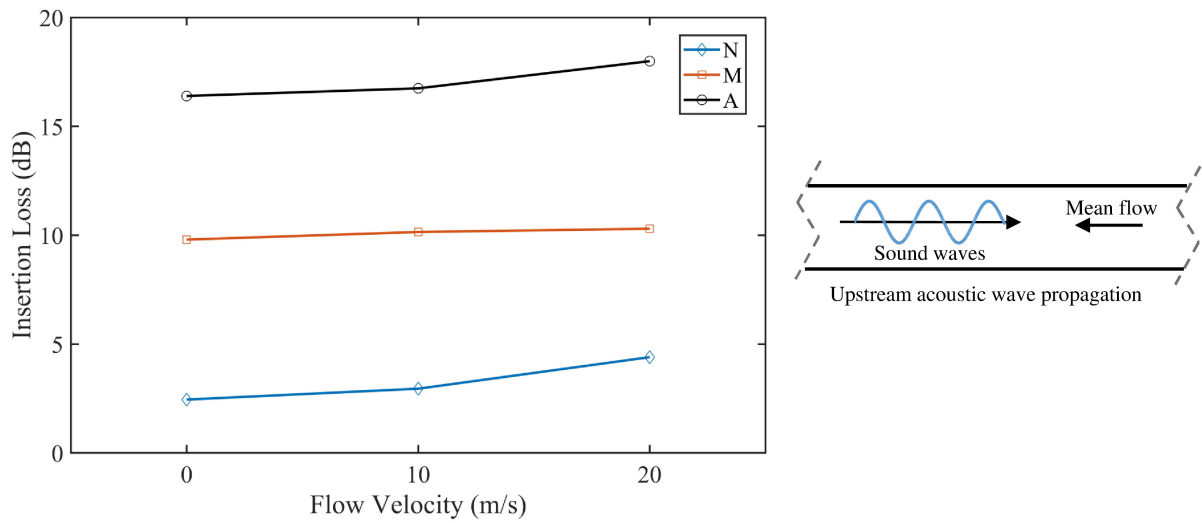 20
15
10
5
0
Insertion Loss (dB)
N
M
A
0 10 20
Flow Velocity (m/s)
Mean flow
Sound waves
Upstream acoustic wave propagation